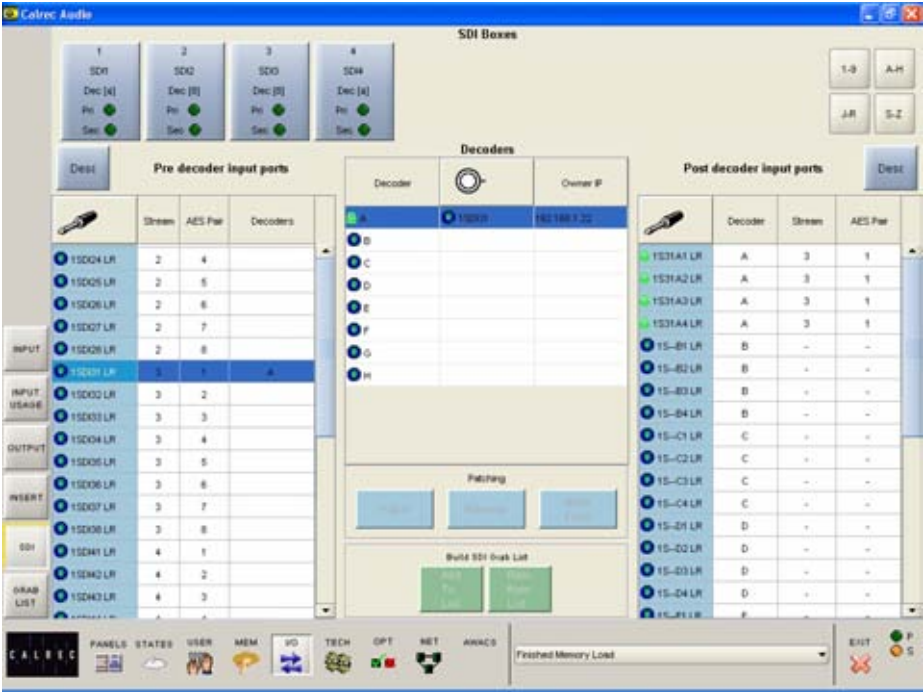 Calrec Audio
SDI Boxes
1 2 3 4
SDI1 SDI2 SDI3 SDI4
Dec [a] Dec [0] Dec [0] Dec [a]
Pri Pri Pri Pri
Sec Sec Sec Sec
1-9 A-H
J-R S-Z
Desc
Pre decoder input ports
Decoders
Post decoder input ports
Desc
Stream AES Pair Decoders
Decoder Owner IP
Decoder Stream AES Pair
1SDI24 LR 2 4
1SDI25 LR 2 5
1SDI26 LR 2 6
1SDI27 LR 2 7
1SDI28 LR 2 8
1SDI31 LR 3 1 A
1SDI32 LR 3 2
1SDI33 LR 3 3
1SDI34 LR 3 4
1SDI35 LR 3 5
1SDI36 LR 3 6
1SDI37 LR 3 7
1SDI38 LR 3 8
1SDI41 LR 4 1
1SDI42 LR 4 2
1SDI43 LR 4 3
A 1SDI31 192.168.1.22
B
C
D
E
F
G
H
Patching
Build SDI Grab List
1S31A1 LR A 3 1
1S31A2 LR A 3 1
1S31A3 LR A 3 1
1S31A4 LR A 3 1
1S--B1 LR B - -
1S--B2 LR B - -
1S--B3 LR B - -
1S--B4 LR B - -
1S--C1 LR C - -
1S--C2 LR C - -
1S--C3 LR C - -
1S--C4 LR C - -
1S--D1 LR D - -
1S--D2 LR D - -
1S--D3 LR D - -
1S--D4 LR D - -
INPUT
INPUT
USAGE
OUTPUT
INSERT
SDI
GRAB
LIST
CALREC
PANELS STATES USER MEM I/O TECH OPT NET AWACS
Finished Memory Load
EXIT
P
S